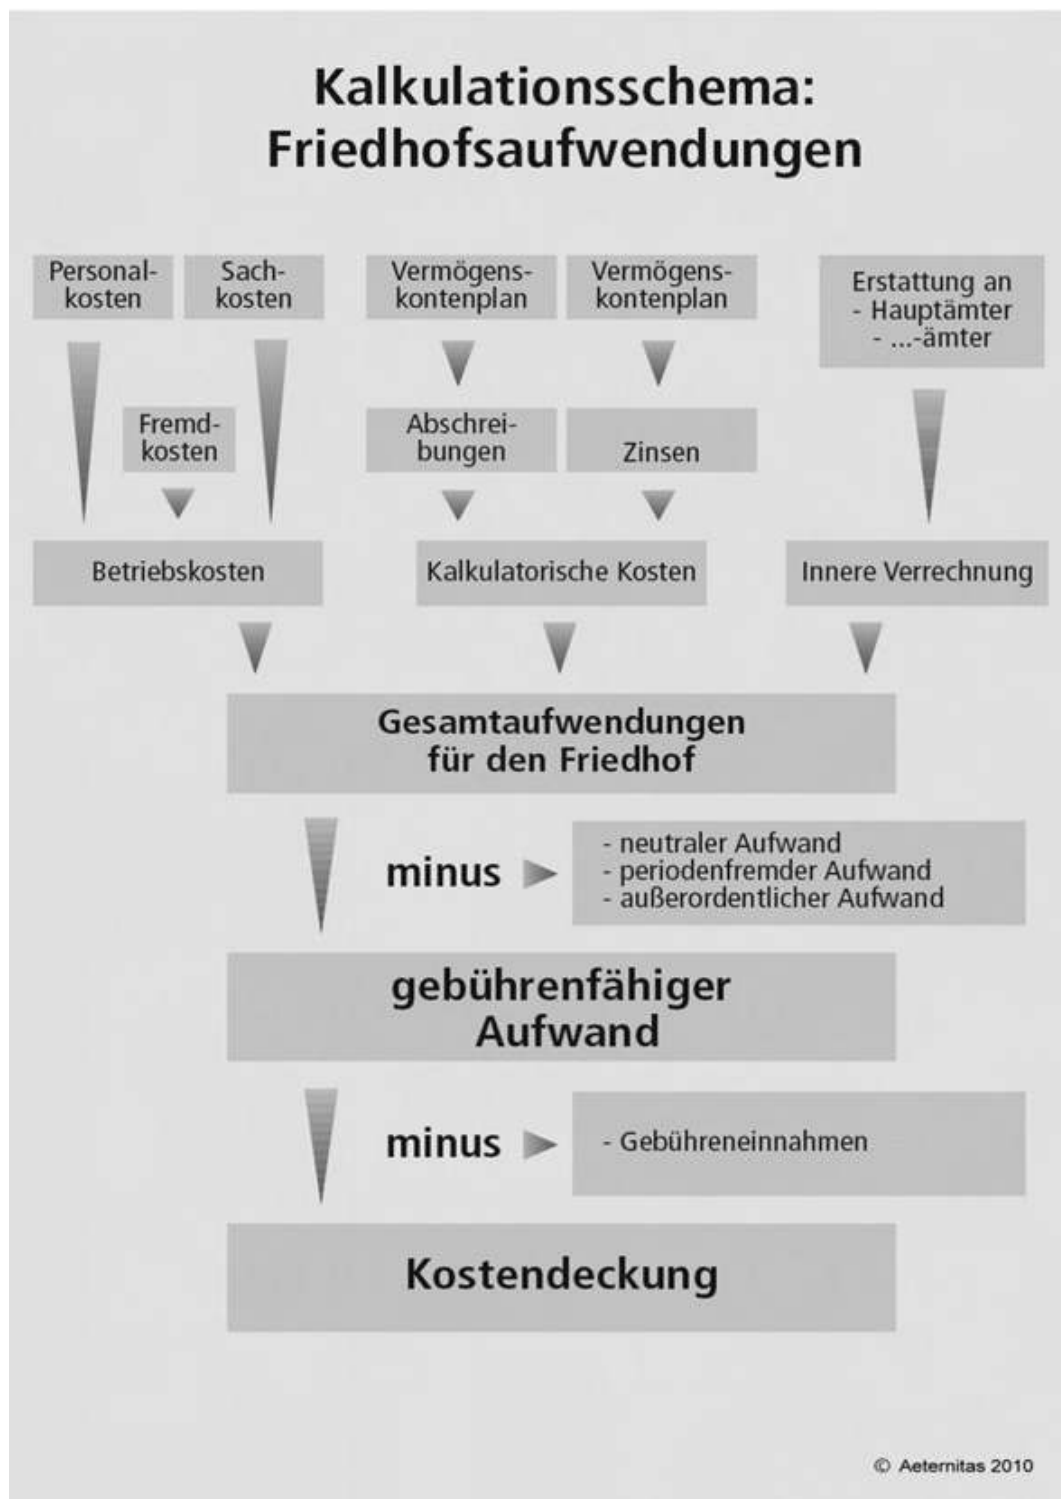 Kalkulationsschema:
Friedhofsaufwendungen
Personal-
kosten
Sach-
kosten
Vermögens-
kontenplan
Vermögens-
kontenplan
Erstattung an
- Hauptämter
- ...-ämter
Fremd-
kosten
Abschrei-
bungen
Zinsen
Betriebskosten
Kalkulatorische Kosten
Innere Verrechnung
Gesamtaufwendungen
für den Friedhof
minus
- neutraler Aufwand
- periodenfremder Aufwand
- außerordentlicher Aufwand
gebührenfähiger
Aufwand
minus
- Gebühreneinnahmen
Kostendeckung
© Aeternitas 2010